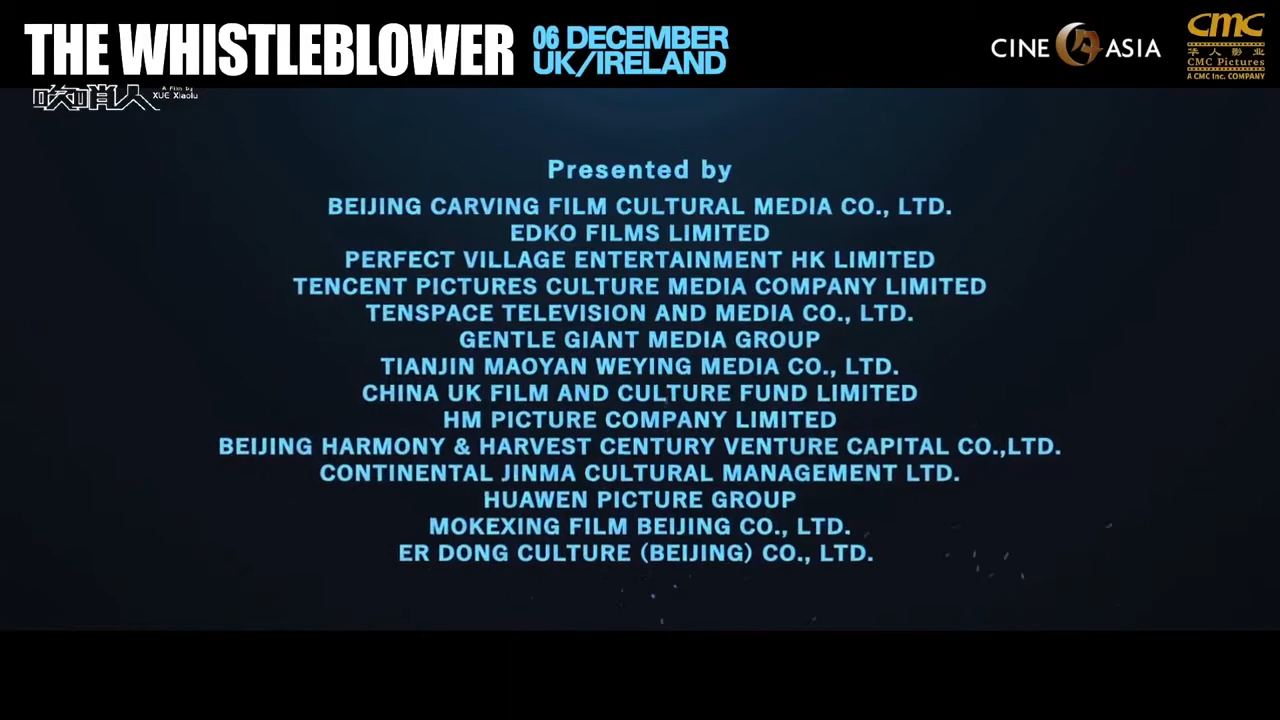 THE WHISTLEBLOWER
06 DECEMBER
UK/IRELAND
CINE ASIA
CMC
华人影业
CMC Pictures
A CMC Inc. COMPANY
吹哨人
A Film by
XUE Xiaolu
Presented by
BEIJING CARVING FILM CULTURAL MEDIA CO., LTD.
EDKO FILMS LIMITED
PERFECT VILLAGE ENTERTAINMENT HK LIMITED
TENCENT PICTURES CULTURE MEDIA COMPANY LIMITED
TENSPACE TELEVISION AND MEDIA CO., LTD.
GENTLE GIANT MEDIA GROUP
TIANJIN MAOYAN WEYING MEDIA CO., LTD.
CHINA UK FILM AND CULTURE FUND LIMITED
HM PICTURE COMPANY LIMITED
BEIJING HARMONY & HARVEST CENTURY VENTURE CAPITAL CO.,LTD.
CONTINENTAL JINMA CULTURAL MANAGEMENT LTD.
HUAWEN PICTURE GROUP
MOKEXING FILM BEIJING CO., LTD.
ER DONG CULTURE (BEIJING) CO., LTD.